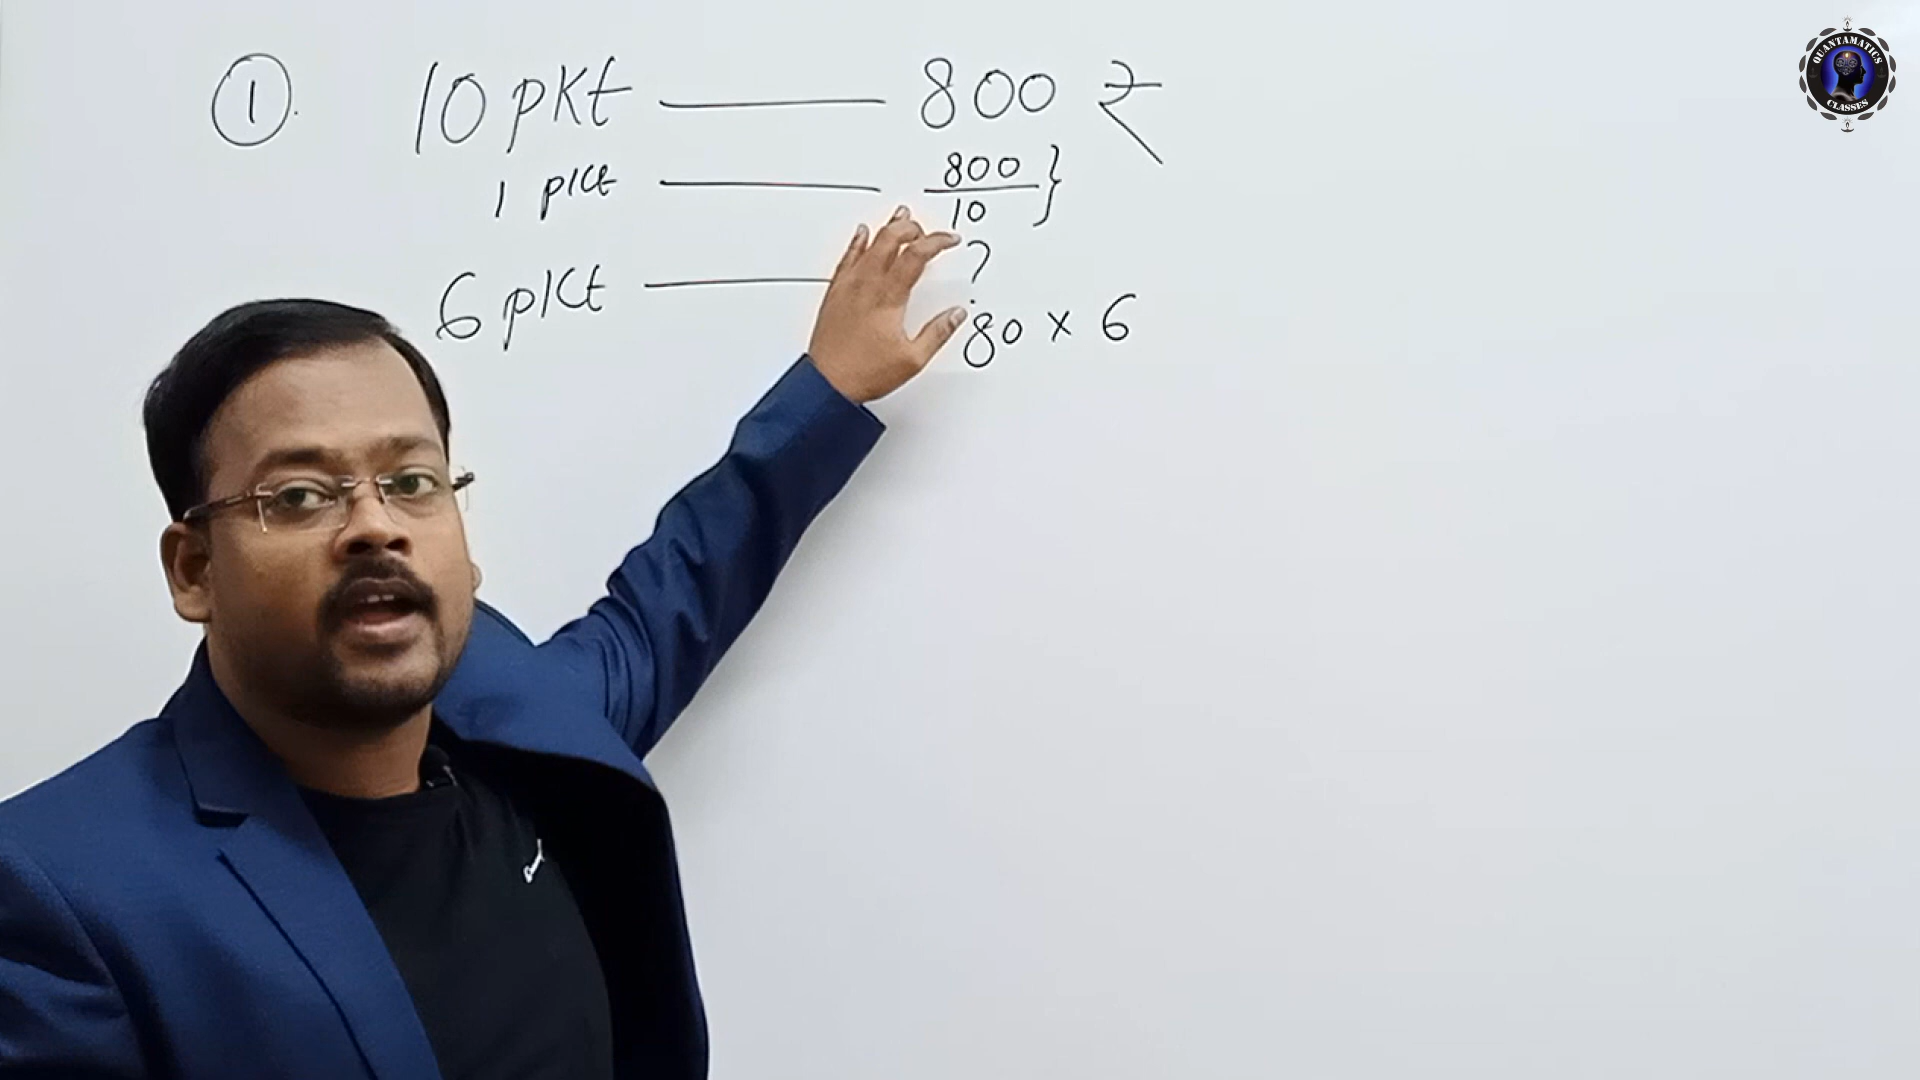 ① . 10 pkt — 800 ₹
1 pkt — 800/10 }
6 pkt — ?
80 × 6
QUANTAMATICS
CLASSES